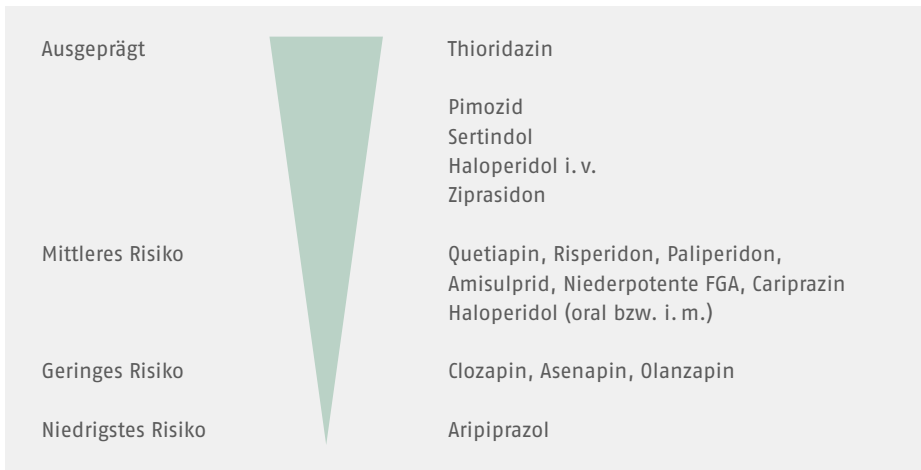 Ausgeprägt Thioridazin
Pimozid
Sertindol
Haloperidol i. v.
Ziprasidon
Mittleres Risiko Quetiapin, Risperidon, Paliperidon,
Amisulprid, Niederpotente FGA, Cariprazin
Haloperidol (oral bzw. i. m.)
Geringes Risiko Clozapin, Asenapin, Olanzapin
Niedrigstes Risiko Aripiprazol